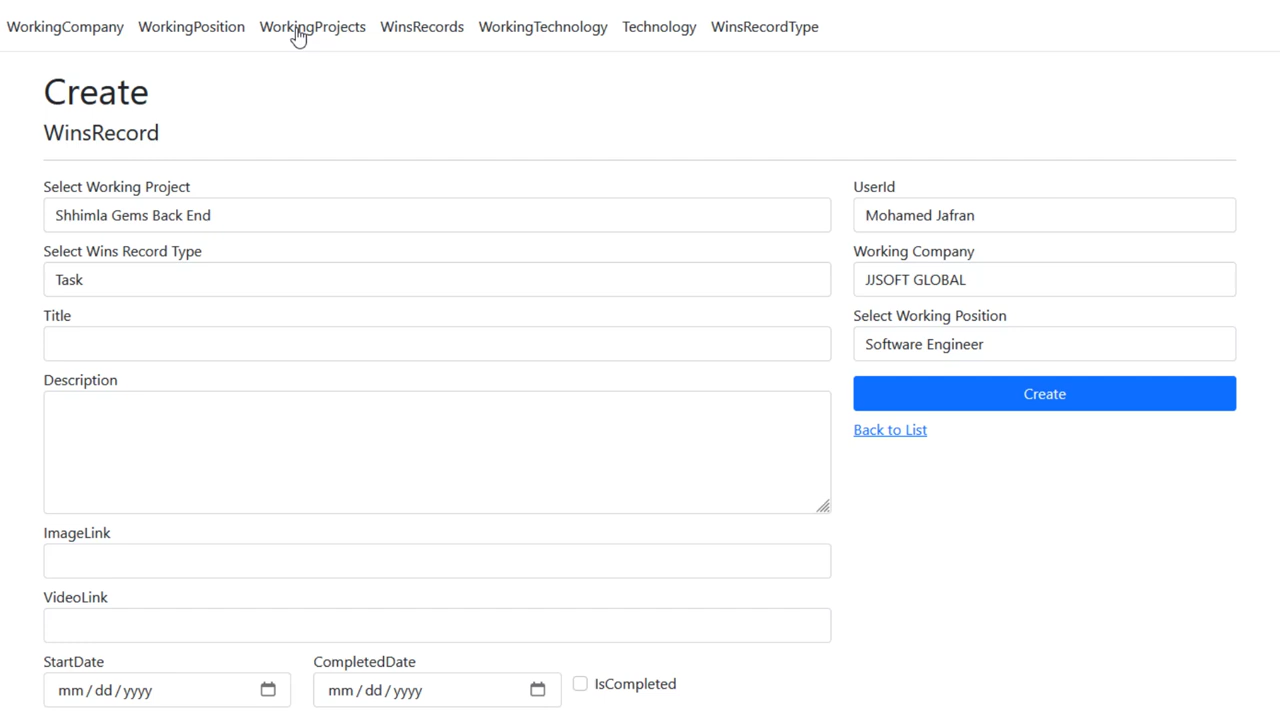 WorkingCompany WorkingPosition WorkingProjects WinsRecords WorkingTechnology Technology WinsRecordType
Create
WinsRecord
Select Working Project
Shhimla Gems Back End
Select Wins Record Type
Task
Title
Description
ImageLink
VideoLink
StartDate CompletedDate
mm/dd/yyyy mm/dd/yyyy IsCompleted
UserId
Mohamed Jafran
Working Company
JJSOFT GLOBAL
Select Working Position
Software Engineer
Create
Back to List